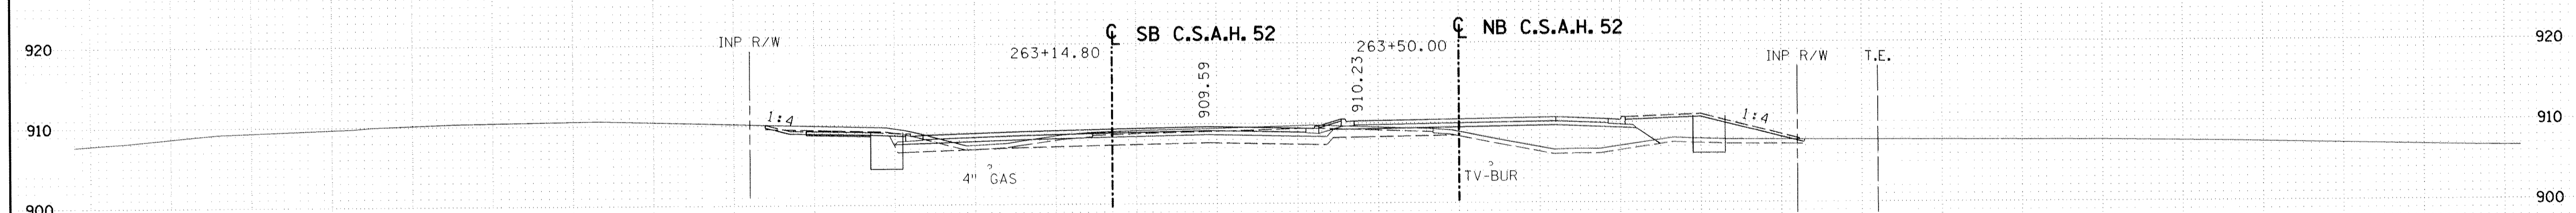 ℄ SB C.S.A.H. 52
℄ NB C.S.A.H. 52
920
INP R/W
263+14.80
263+50.00
INP R/W
T.E.
920
909.59
910.23
910
1:4
1:4
910
4" GAS
TV-BUR
900
900